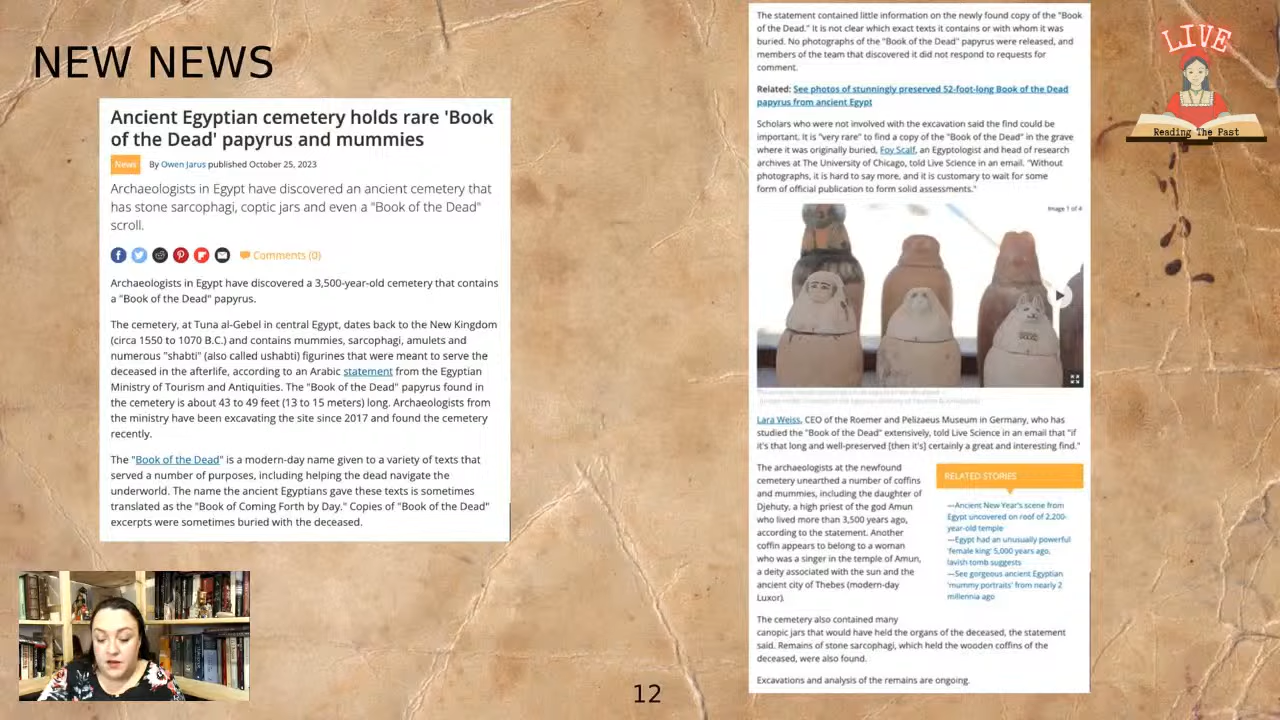 NEW NEWS
Ancient Egyptian cemetery holds rare 'Book
of the Dead' papyrus and mummies
News By Owen Jarus published October 25, 2023
Archaeologists in Egypt have discovered an ancient cemetery that
has stone sarcophagi, coptic jars and even a "Book of the Dead"
scroll.
Comments (0)
Archaeologists in Egypt have discovered a 3,500-year-old cemetery that contains
a "Book of the Dead" papyrus.
The cemetery, at Tuna al-Gebel in central Egypt, dates back to the New Kingdom
(circa 1550 to 1070 B.C.) and contains mummies, sarcophagi, amulets and
numerous "shabti" (also called ushabti) figurines that were meant to serve the
deceased in the afterlife, according to an Arabic statement from the Egyptian
Ministry of Tourism and Antiquities. The "Book of the Dead" papyrus found in
the cemetery is about 43 to 49 feet (13 to 15 meters) long. Archaeologists from
the ministry have been excavating the site since 2017 and found the cemetery
recently.
The "Book of the Dead" is a modern-day name given to a variety of texts that
served a number of purposes, including helping the dead navigate the
underworld. The name the ancient Egyptians gave these texts is sometimes
translated as the "Book of Coming Forth by Day." Copies of "Book of the Dead"
excerpts were sometimes buried with the deceased.
The statement contained little information on the newly found copy of the "Book
of the Dead." It is not clear which exact texts it contains or with whom it was
buried. No photographs of the "Book of the Dead" papyrus were released, and
members of the team that discovered it did not respond to requests for
comment.
Related: See photos of stunningly preserved 52-foot-long Book of the Dead
papyrus from ancient Egypt
Scholars who were not involved with the excavation said the find could be
important. It is "very rare" to find a copy of the "Book of the Dead" in the grave
where it was originally buried, Foy Scalf, an Egyptologist and head of research
archives at The University of Chicago, told Live Science in an email. "Without
photographs, it is hard to say more, and it is customary to wait for some
form of official publication to form solid assessments."
Image 1 of 4
Lara Weiss, CEO of the Roemer and Pelizaeus Museum in Germany, who has
studied the "Book of the Dead" extensively, told Live Science in an email that "if
it's that long and well-preserved [then it's] certainly a great and interesting find."
The archaeologists at the newfound
cemetery unearthed a number of coffins
and mummies, including the daughter of
Djehuty, a high priest of the god Amun
who lived more than 3,500 years ago,
according to the statement. Another
coffin appears to belong to a woman
who was a singer in the temple of Amun,
a deity associated with the sun and the
ancient city of Thebes (modern-day
Luxor).
RELATED STORIES
—Ancient New Year's scene from
Egypt uncovered on roof of 2,200-
year-old temple
—Egypt had an unusually powerful
'female king' 5,000 years ago,
lavish tomb suggests
—See gorgeous ancient Egyptian
'mummy portraits' from nearly 2
millennia ago
The cemetery also contained many
canopic jars that would have held the organs of the deceased, the statement
said. Remains of stone sarcophagi, which held the wooden coffins of the
deceased, were also found.
Excavations and analysis of the remains are ongoing.
LIVE
Reading The Past
12